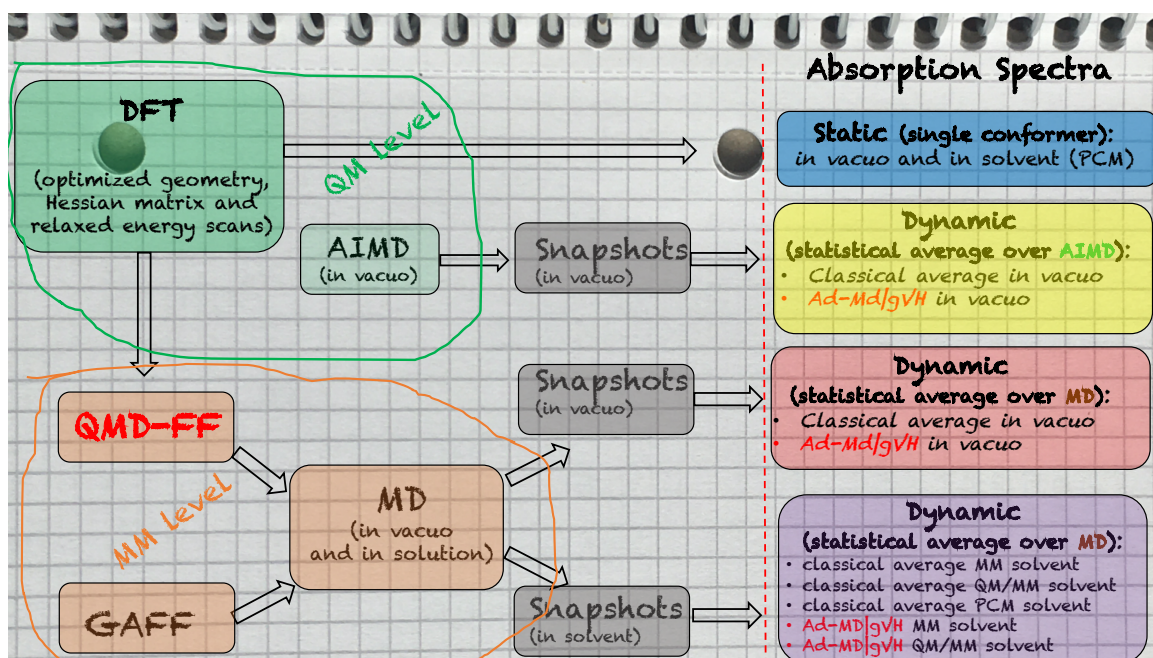 Absorption Spectra
DFT
(optimized geometry,
Hessian matrix and
relaxed energy scans)
QM Level
Static (single conformer):
in vacuo and in solvent (PCM)
AIMD
(in vacuo)
Snapshots
(in vacuo)
Dynamic
(statistical average over AIMD):
• Classical average in vacuo
• Ad-Md|gVH in vacuo
QMD-FF
MM Level
GAFF
MD
(in vacuo
and in solution)
Snapshots
(in vacuo)
Dynamic
(statistical average over MD):
• Classical average in vacuo
• Ad-Md|gVH in vacuo
Snapshots
(in solvent)
Dynamic
(statistical average over MD):
• classical average MM solvent
• classical average QM/MM solvent
• classical average PCM solvent
• Ad-MD|gVH MM solvent
• Ad-MD|gVH QM/MM solvent